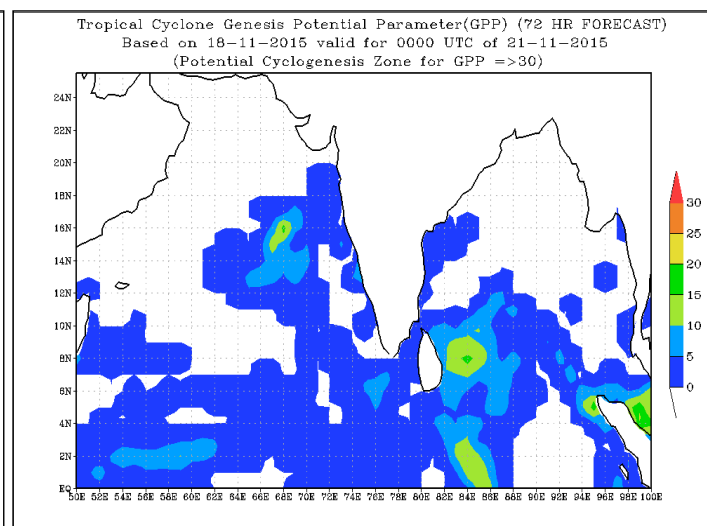 Tropical Cyclone Genesis Potential Parameter(GPP) (72 HR FORECAST)
Based on 18-11-2015 valid for 0000 UTC of 21-11-2015
(Potential Cyclogenesis Zone for GPP =>30)
24N
22N
20N
18N
16N
14N
12N
10N
8N
6N
4N
2N
EQ
50E 52E 54E 56E 58E 60E 62E 64E 66E 68E 70E 72E 74E 76E 78E 80E 82E 84E 86E 88E 90E 92E 94E 96E 98E 100E
30
25
20
15
10
5
0